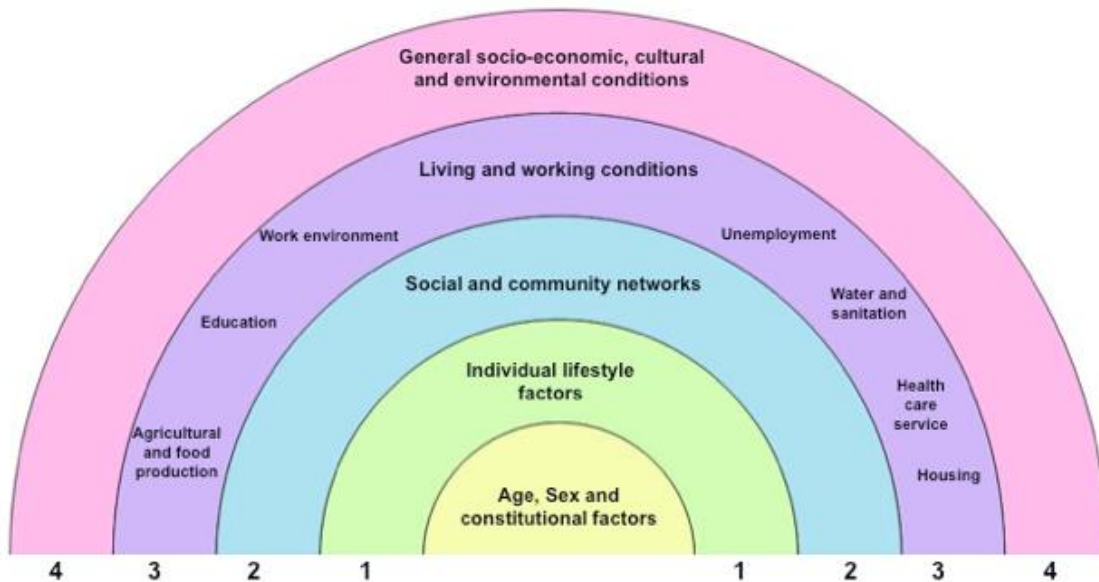 General socio-economic, cultural
and environmental conditions
Living and working conditions
Work environment
Unemployment
Social and community networks
Water and
sanitation
Education
Individual lifestyle
factors
Health
care
service
Agricultural
and food
production
Housing
Age, Sex and
constitutional factors
4 3 2 1 1 2 3 4